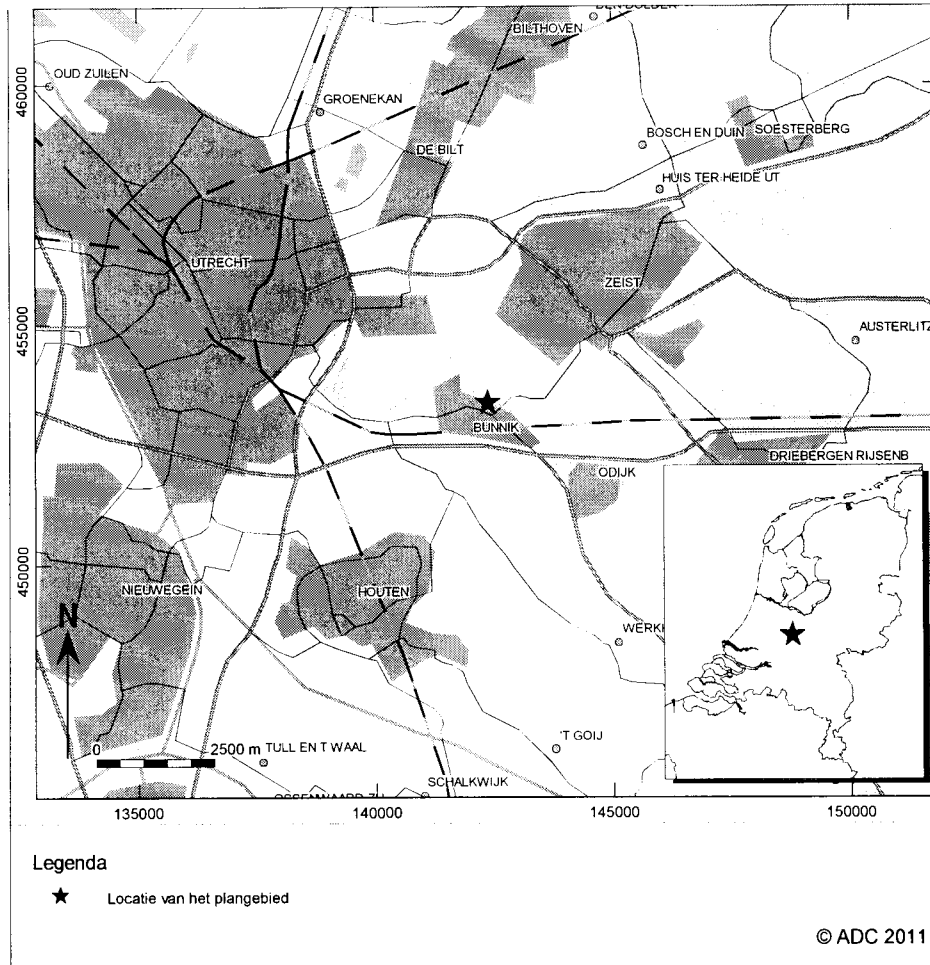 BILTHOVEN
OUD ZUILEN
460000
GROENEKAN
BOSCH EN DUIN
SOESTERBERG
DE BILT
HUIS TER HEIDE UT
UTRECHT
ZEIST
455000
AUSTERLITZ
BUNNIK
DRIEBERGEN RIJSENB
ODIJK
450000
NIEUWEGEIN
HOUTEN
N
WERKH
'T GOIJ
0
2500 m
TULL EN T WAAL
SCHALKWIJK
135000
140000
145000
150000
Legenda
Locatie van het plangebied
© ADC 2011